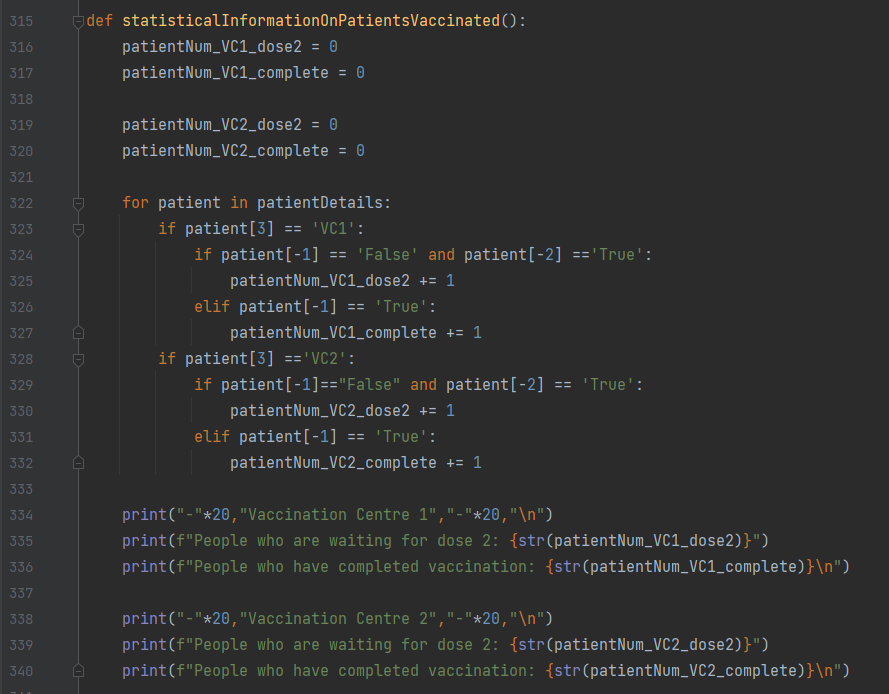 315 def statisticalInformationOnPatientsVaccinated():
316     patientNum_VC1_dose2 = 0
317     patientNum_VC1_complete = 0
318
319     patientNum_VC2_dose2 = 0
320     patientNum_VC2_complete = 0
321
322     for patient in patientDetails:
323         if patient[3] == 'VC1':
324             if patient[-1] == 'False' and patient[-2] =='True':
325                 patientNum_VC1_dose2 += 1
326             elif patient[-1] == 'True':
327                 patientNum_VC1_complete += 1
328         if patient[3] =='VC2':
329             if patient[-1]=="False" and patient[-2] == 'True':
330                 patientNum_VC2_dose2 += 1
331             elif patient[-1] == 'True':
332                 patientNum_VC2_complete += 1
333
334     print("-"*20,"Vaccination Centre 1","-"*20,"\n")
335     print(f"People who are waiting for dose 2: {str(patientNum_VC1_dose2)}")
336     print(f"People who have completed vaccination: {str(patientNum_VC1_complete)}\n")
337
338     print("-"*20,"Vaccination Centre 2","-"*20,"\n")
339     print(f"People who are waiting for dose 2: {str(patientNum_VC2_dose2)}")
340     print(f"People who have completed vaccination: {str(patientNum_VC2_complete)}\n")